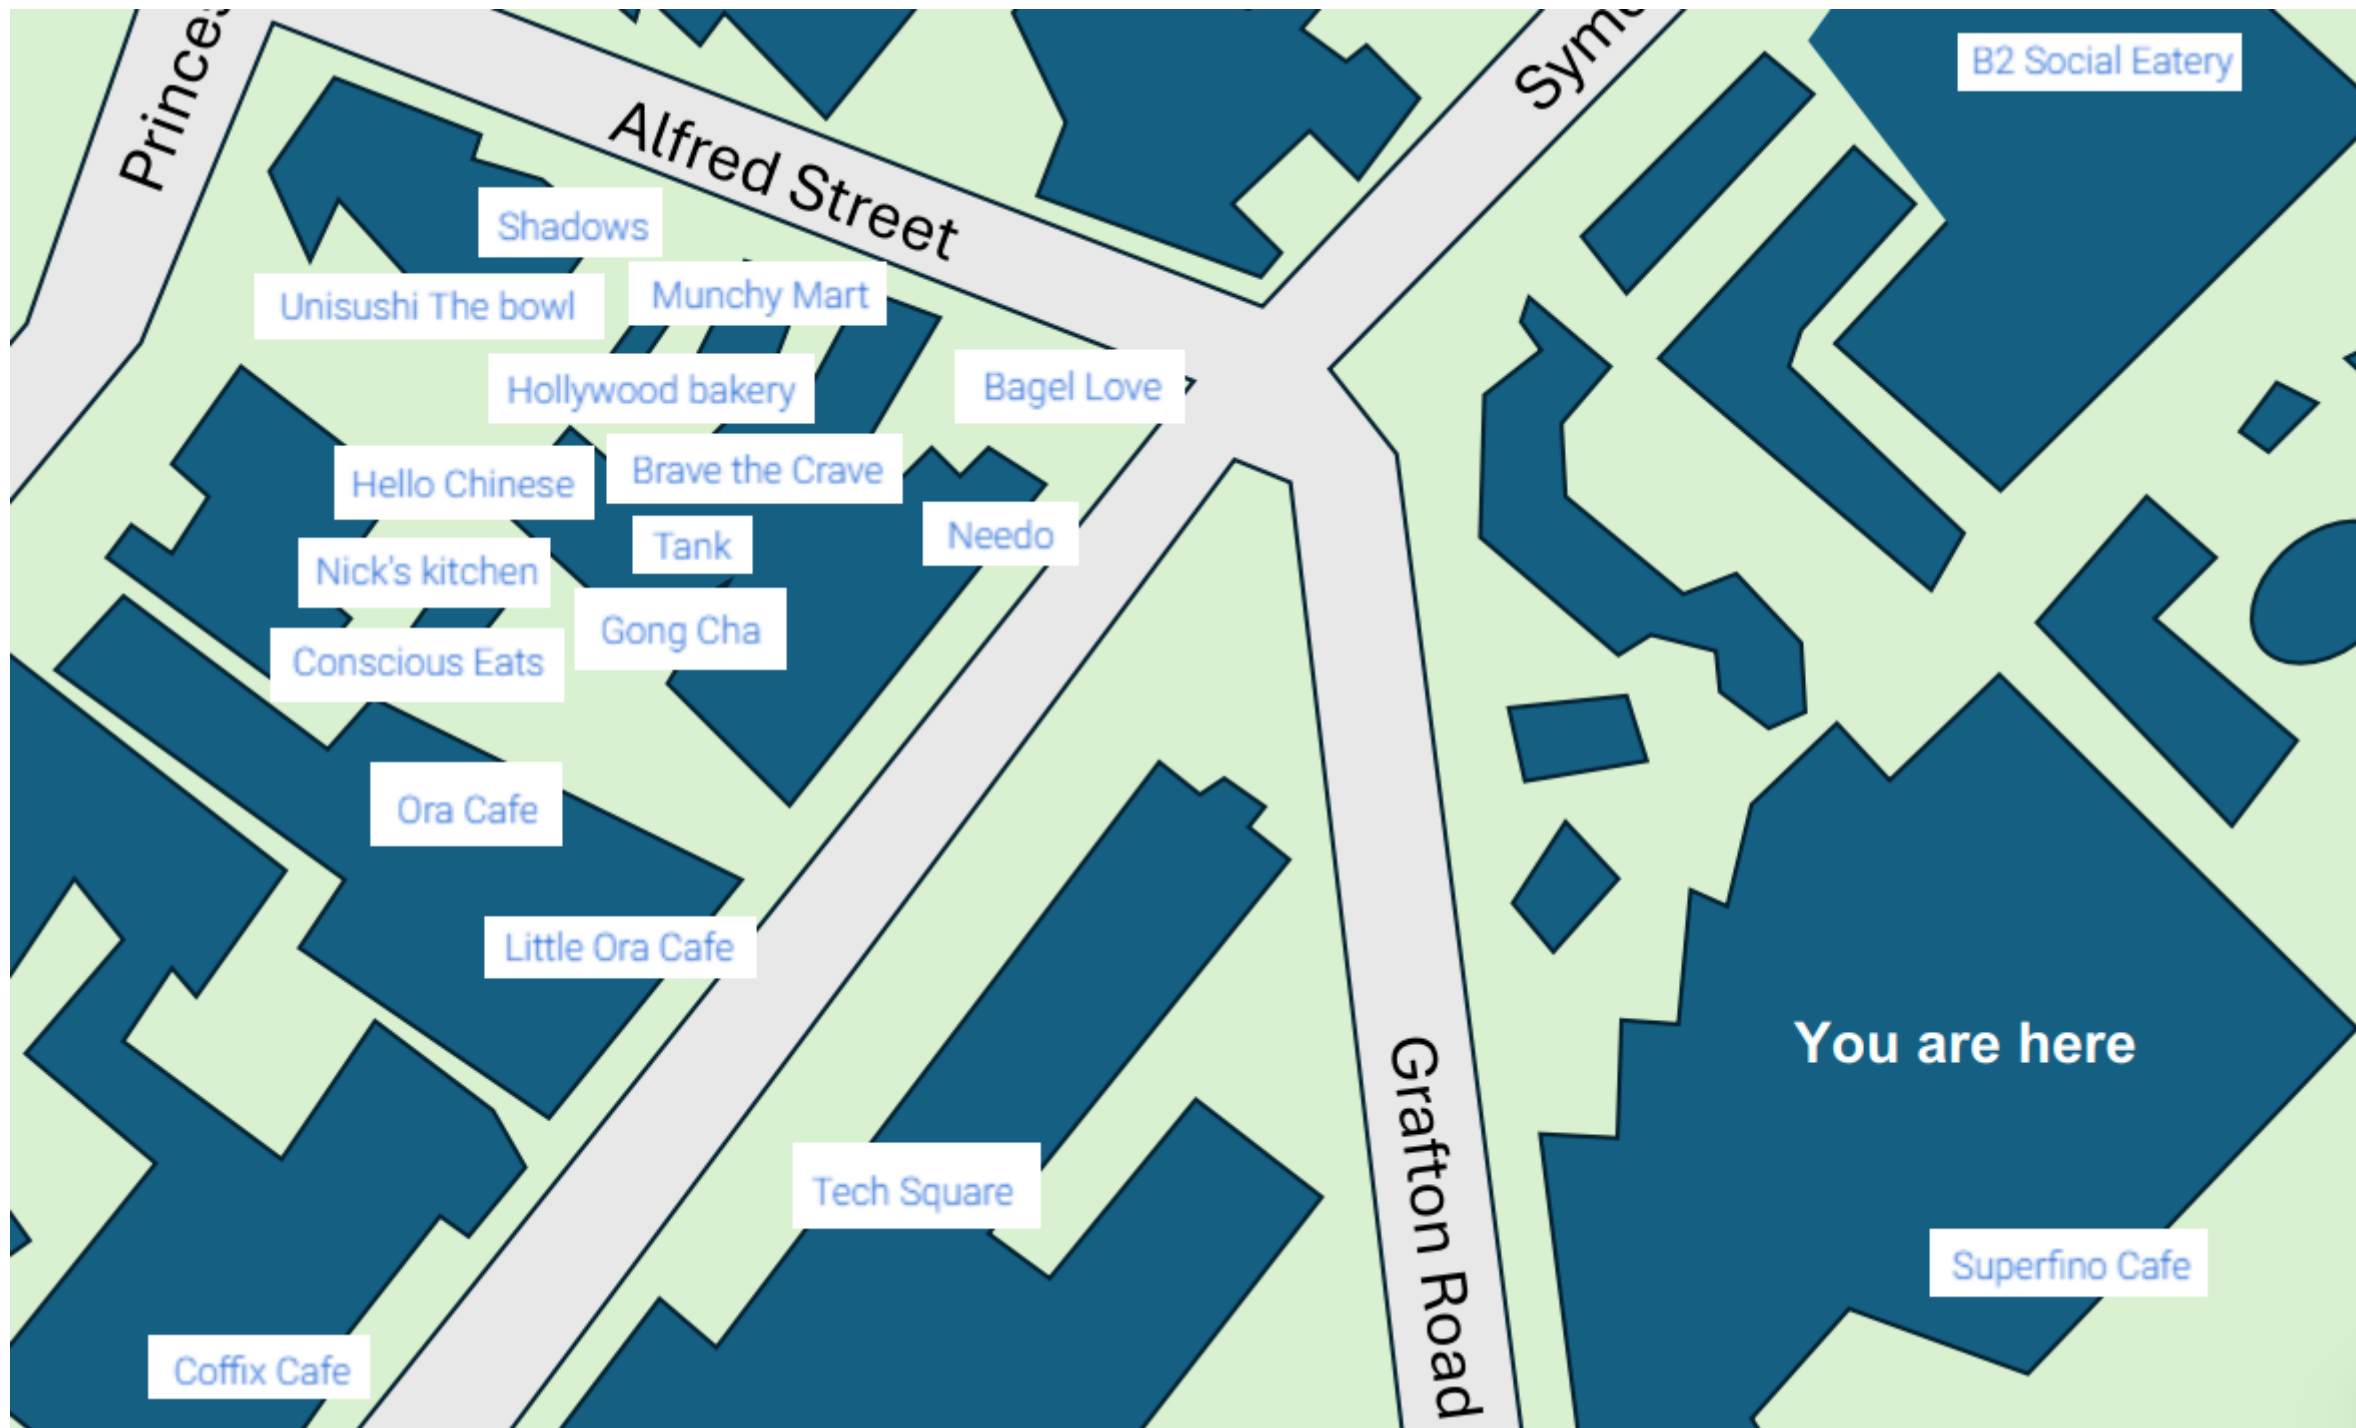 Princes
Alfred Street
Sym
B2 Social Eatery
Shadows
Unisushi The bowl
Munchy Mart
Hollywood bakery
Bagel Love
Hello Chinese
Brave the Crave
Tank
Needo
Nick's kitchen
Gong Cha
Conscious Eats
Ora Cafe
Little Ora Cafe
You are here
Tech Square
Grafton Road
Superfino Cafe
Coffix Cafe